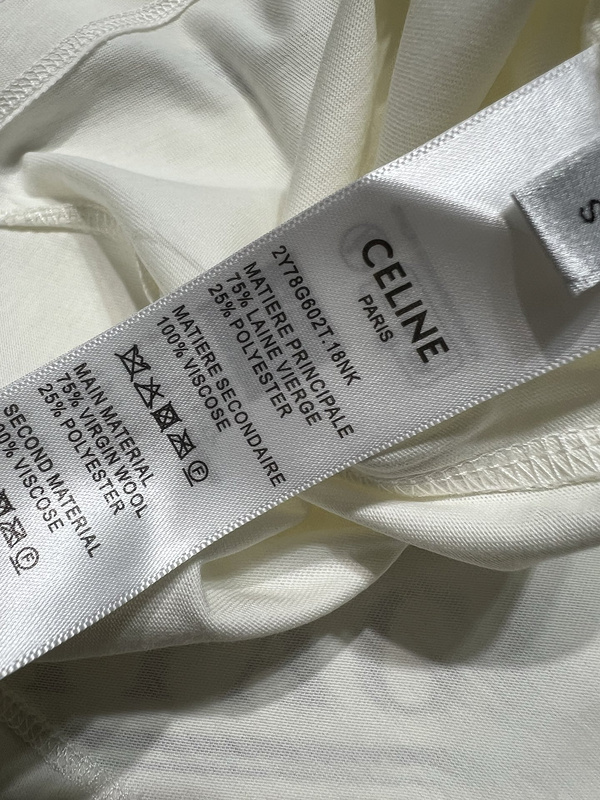 CELINE
PARIS
2Y78G602T.18NK
MATIERE PRINCIPALE
75% LAINE VIERGE
25% POLYESTER
MATIERE SECONDAIRE
100% VISCOSE
MAIN MATERIAL
75% VIRGIN WOOL
25% POLYESTER
SECOND MATERIAL
VISCOSE
S
F
F